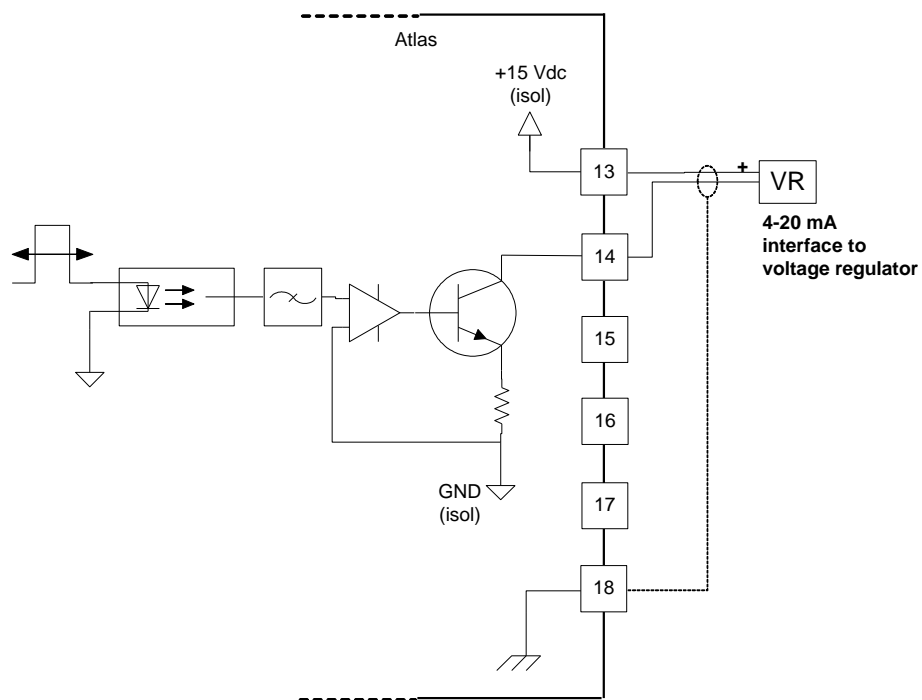 Atlas
+15 Vdc
(isol)
13
+
VR
4-20 mA
interface to
voltage regulator
14
15
16
GND
(isol)
17
18